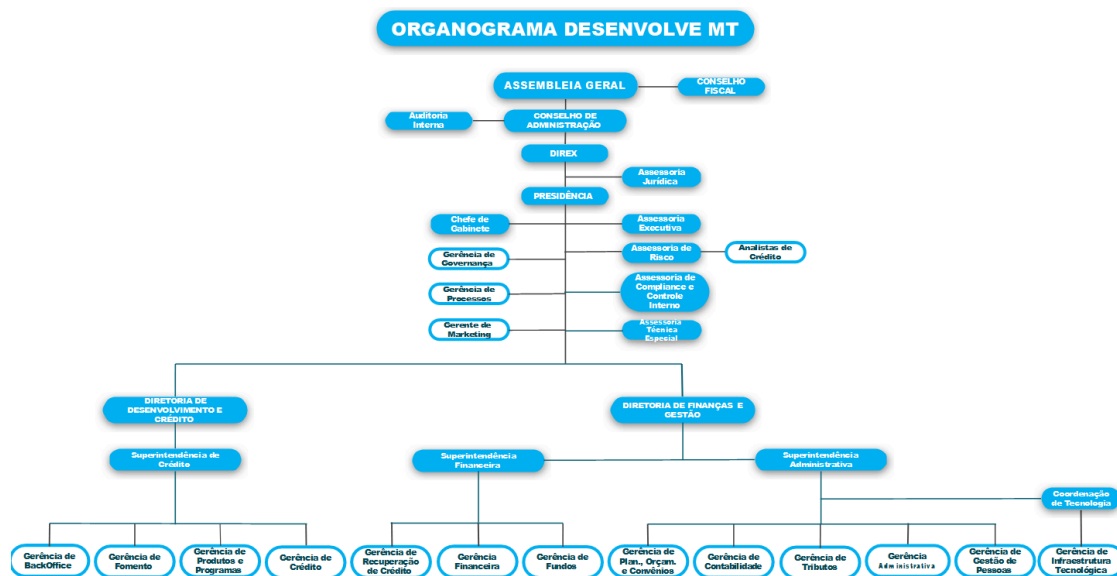 ORGANOGRAMA DESENVOLVE MT
ASSEMBLEIA GERAL
CONSELHO
FISCAL
Auditoria
Interna
CONSELHO DE
ADMINISTRAÇÃO
DIREX
Assessoria
Jurídica
PRESIDÊNCIA
Chefe de
Gabinete
Assessoria
Executiva
Gerência de
Governança
Assessoria de
Risco
Analistas de
Crédito
Gerência de
Processos
Assessoria de
Compliance e
Controle
Interno
Gerente de
Marketing
Assessoria
Técnica
Especial
DIRETORIA DE
DESENVOLVIMENTO E
CRÉDITO
DIRETORIA DE FINANÇAS E
GESTÃO
Superintendência de
Crédito
Superintendência
Financeira
Superintendência
Administrativa
Coordenação
de Tecnologia
Gerência de
BackOffice
Gerência de
Fomento
Gerência de
Produtos e
Programas
Gerência de
Crédito
Gerência de
Recuperação
de Crédito
Gerência
Financeira
Gerência de
Fundos
Gerência de
Plan., Orçam.
e Convênios
Gerência de
Contabilidade
Gerência de
Tributos
Gerência
Administrativa
Gerência de
Gestão de
Pessoas
Gerência de
Infraestrutura
Tecnológica